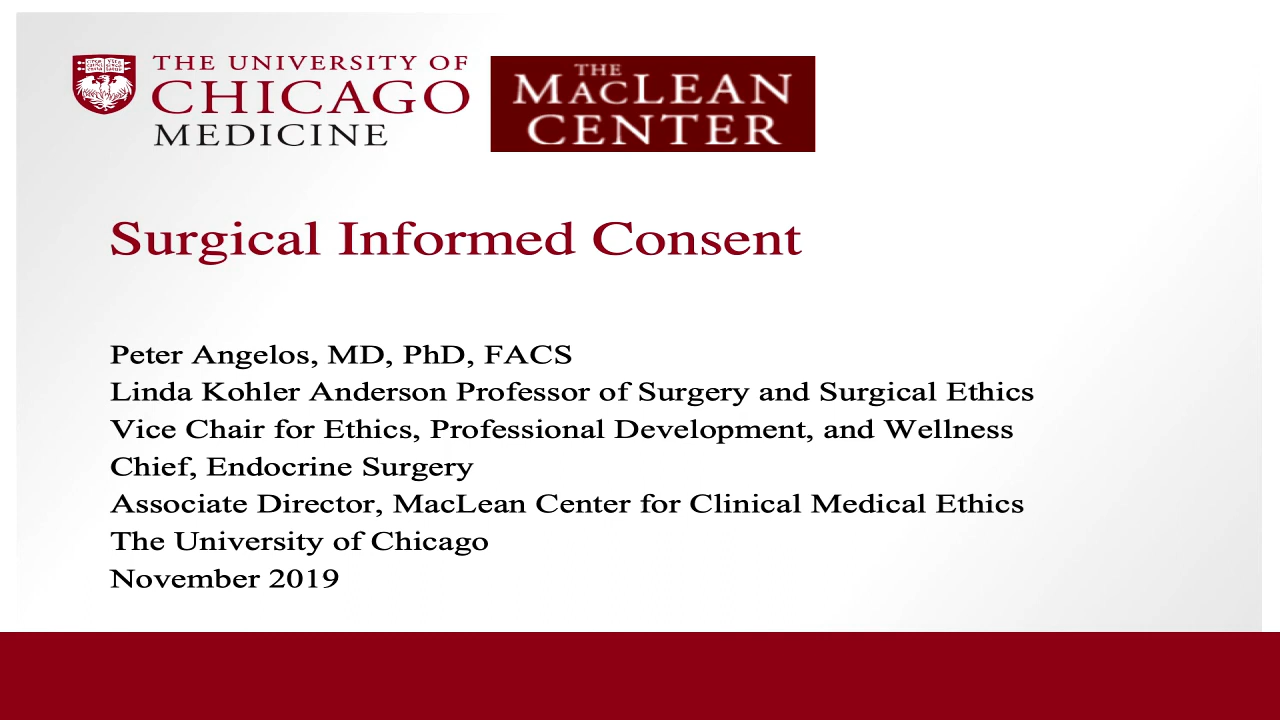 THE UNIVERSITY OF
CHICAGO
MEDICINE
THE
MACLEAN
CENTER
Surgical Informed Consent
Peter Angelos, MD, PhD, FACS
Linda Kohler Anderson Professor of Surgery and Surgical Ethics
Vice Chair for Ethics, Professional Development, and Wellness
Chief, Endocrine Surgery
Associate Director, MacLean Center for Clinical Medical Ethics
The University of Chicago
November 2019